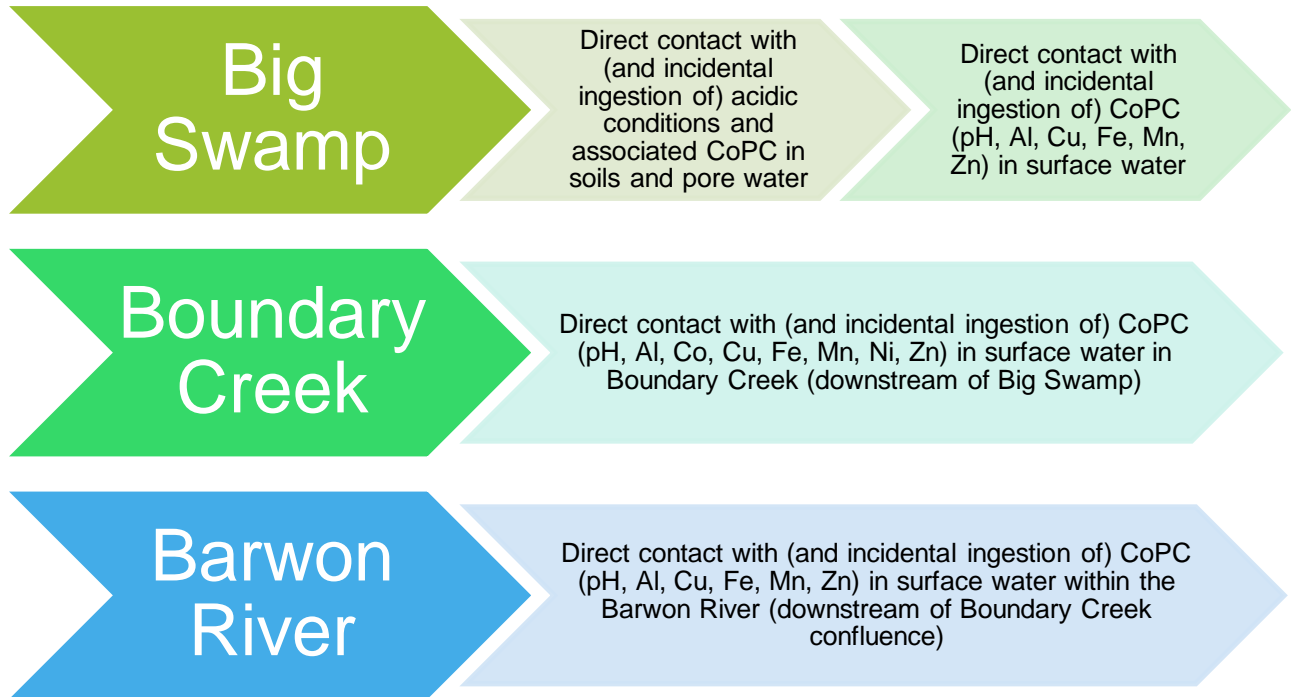 Big
Swamp
Direct contact with
(and incidental
ingestion of) acidic
conditions and
associated CoPC in
soils and pore water
Direct contact with
(and incidental
ingestion of) CoPC
(pH, Al, Cu, Fe, Mn,
Zn) in surface water
Boundary
Creek
Direct contact with (and incidental ingestion of) CoPC
(pH, Al, Co, Cu, Fe, Mn, Ni, Zn) in surface water in
Boundary Creek (downstream of Big Swamp)
Barwon
River
Direct contact with (and incidental ingestion of) CoPC
(pH, Al, Cu, Fe, Mn, Zn) in surface water within the
Barwon River (downstream of Boundary Creek
confluence)